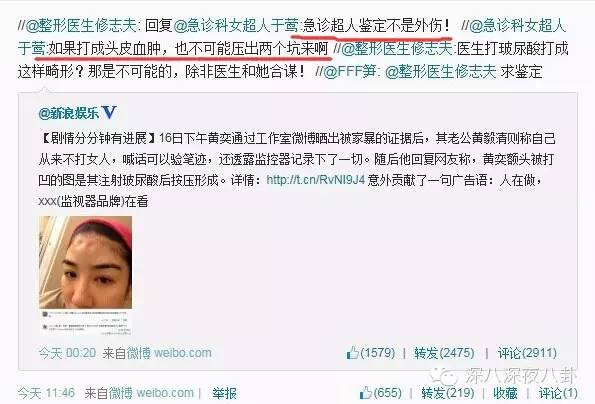 //@整形医生修志夫: 回复@急诊科女超人于莺:急诊超人鉴定不是外伤! //@急诊科女超人
于莺:如果打成头皮血肿,也不可能压出两个坑来啊 //@整形医生修志夫:医生打玻尿酸打成
这样畸形?那是不可能的,除非医生和她合谋! //@FFF笋: @整形医生修志夫 求鉴定
@新浪娱乐 V
【剧情分分钟有进展】16日下午黄奕通过工作室微博晒出被家暴的证据后,其老公黄毅清则称自己
从来不打女人,喊话可以验笔迹,还透露监控器记录下了一切。随后他回复网友称,黄奕额头被打
凹的图是其注射玻尿酸后按压形成。详情:http://t.cn/RvNI9J4 意外贡献了一句广告语:人在做,
xxx(监视器品牌)在看
今天 00:20 来自微博 weibo.com (1579) | 转发(2475) | 评论(2911)
今天 11:46 来自微博 weibo.com | 举报 (655) | 转发(219) | 收藏 | 评论(1)
深八深夜八卦